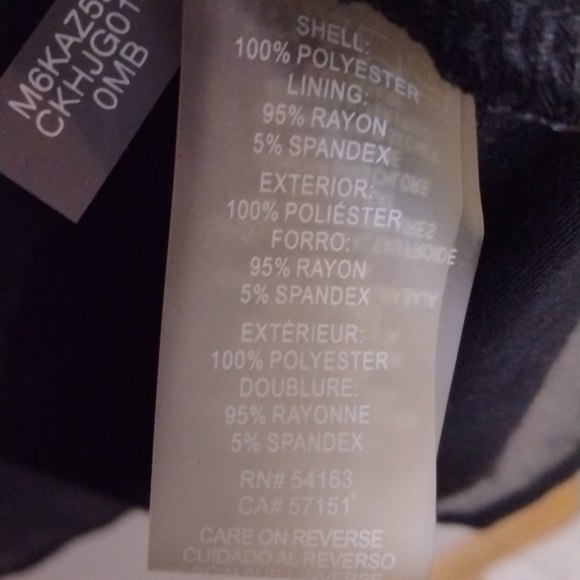 M6KAZ5
CKHJG01
0MB
SHELL:
100% POLYESTER
LINING:
95% RAYON
5% SPANDEX
EXTERIOR:
100% POLIÉSTER
FORRO:
95% RAYON
5% SPANDEX
EXTÉRIEUR:
100% POLYESTER
DOUBLURE:
95% RAYONNE
5% SPANDEX
RN# 54163
CA# 57151
CARE ON REVERSE
CUIDADO AL REVERSO